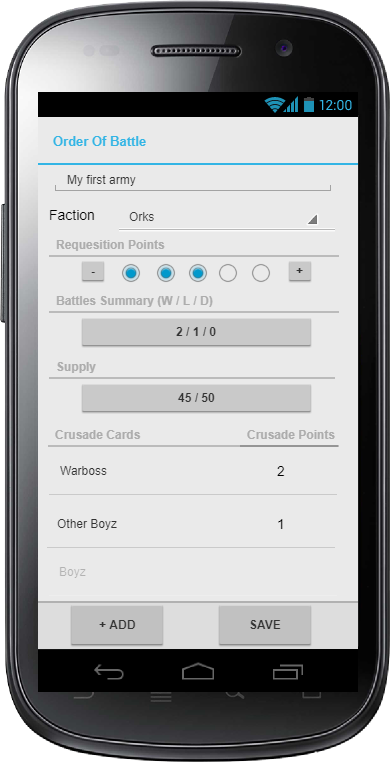 12:00
Order Of Battle
My first army
Faction Orks
Requesition Points
- +
Battles Summary (W / L / D)
2 / 1 / 0
Supply
45 / 50
Crusade Cards Crusade Points
Warboss 2
Other Boyz 1
Boyz
+ ADD SAVE